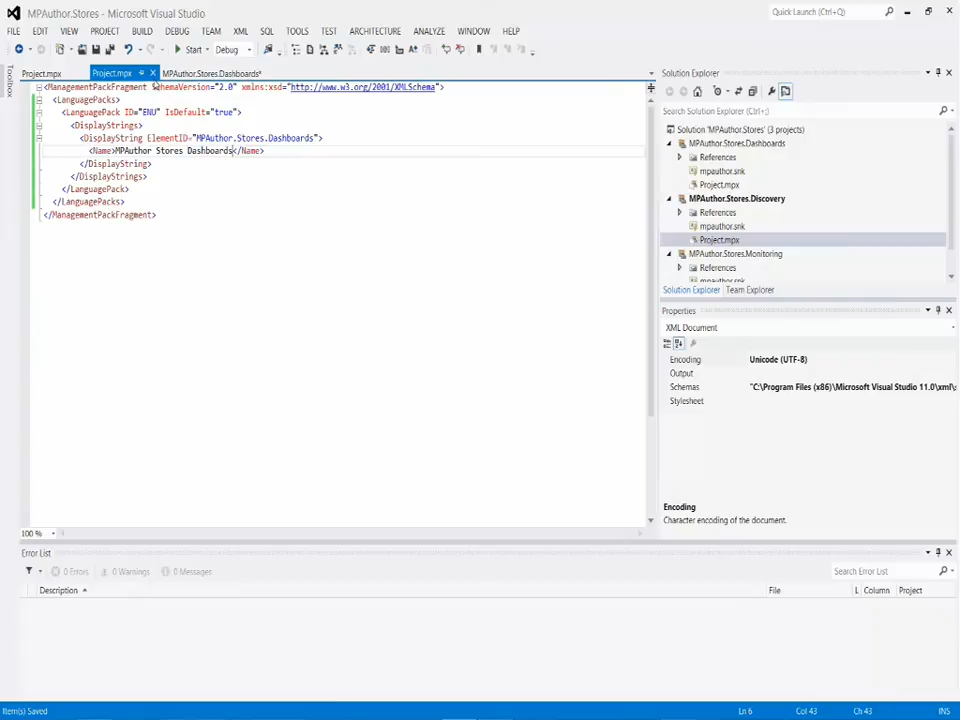 MPAuthor.Stores - Microsoft Visual Studio
Quick Launch (Ctrl+Q)
FILE EDIT VIEW PROJECT BUILD DEBUG TEAM XML SQL TOOLS TEST ARCHITECTURE ANALYZE WINDOW HELP
Start Debug
Toolbox
Project.mpx Project.mpx MPAuthor.Stores.Dashboards*
<ManagementPackFragment SchemaVersion="2.0" xmlns:xsd="http://www.w3.org/2001/XMLSchema">
<LanguagePacks>
<LanguagePack ID="ENU" IsDefault="true">
<DisplayStrings>
<DisplayString ElementID="MPAuthor.Stores.Dashboards">
<Name>MPAuthor Stores Dashboards</Name>
</DisplayString>
</DisplayStrings>
</LanguagePack>
</LanguagePacks>
</ManagementPackFragment>
100 %
Solution Explorer
Search Solution Explorer (Ctrl+;)
Solution 'MPAuthor.Stores' (3 projects)
MPAuthor.Stores.Dashboards
References
mpauthor.snk
Project.mpx
MPAuthor.Stores.Discovery
References
mpauthor.snk
Project.mpx
MPAuthor.Stores.Monitoring
References
mpauthor.snk
Solution Explorer Team Explorer
Properties
XML Document
Encoding Unicode (UTF-8)
Output
Schemas "C:\Program Files (x86)\Microsoft Visual Studio 11.0\xml\
Stylesheet
Encoding
Character encoding of the document.
Error List
0 Errors 0 Warnings 0 Messages
Search Error List
Description File L Column Project
Item(s) Saved Ln 6 Col 43 Ch 43 INS